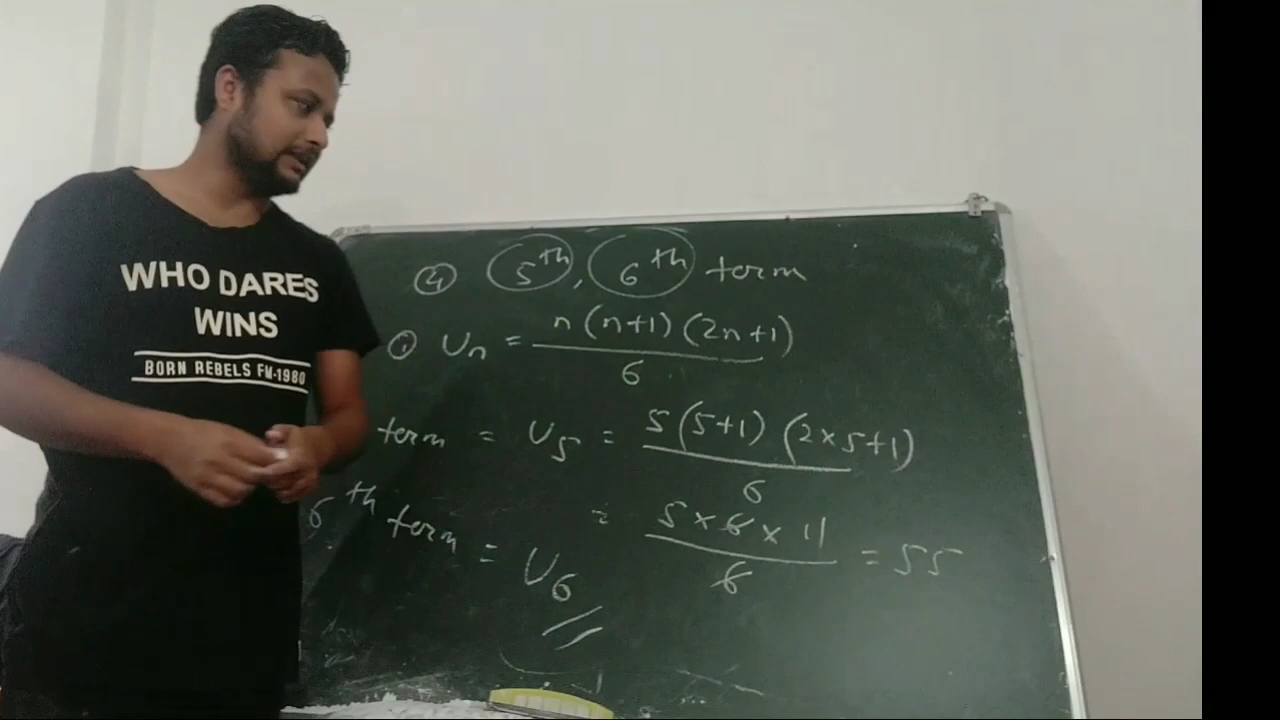 WHO DARES
WINS
BORN REBELS FW-1980
④ 5th, 6th term
① Un = n(n+1)(2n+1)/6
term = U5 = 5(5+1)(2×5+1)/6
= 5×6×11/6 = 55
6th term = U6